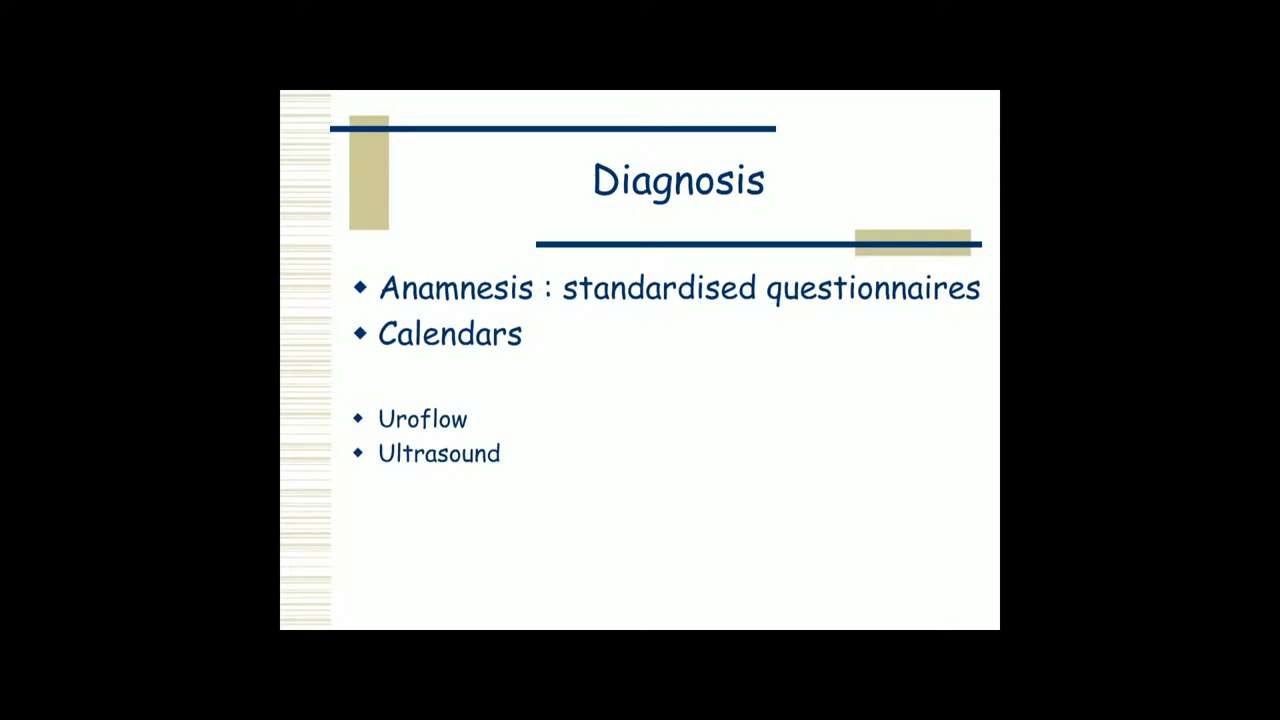 Diagnosis
Anamnesis : standardised questionnaires
Calendars
Uroflow
Ultrasound